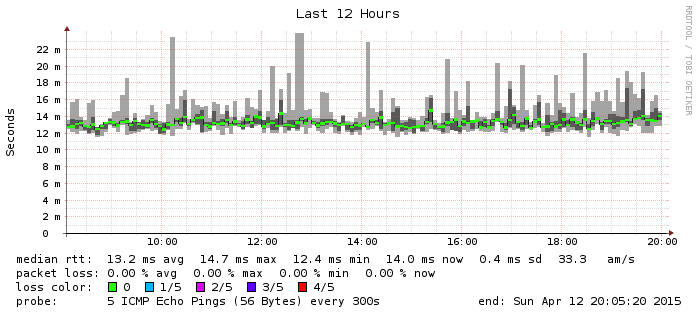 Last 12 Hours
RRDTOOL / TOBI OETIKER
Seconds
22 m
20 m
18 m
16 m
14 m
12 m
10 m
8 m
6 m
4 m
2 m
0
10:00 12:00 14:00 16:00 18:00 20:00
median rtt: 13.2 ms avg 14.7 ms max 12.4 ms min 14.0 ms now 0.4 ms sd 33.3 am/s
packet loss: 0.00 % avg 0.00 % max 0.00 % min 0.00 % now
loss color: 0 1/5 2/5 3/5 4/5
probe: 5 ICMP Echo Pings (56 Bytes) every 300s end: Sun Apr 12 20:05:20 2015